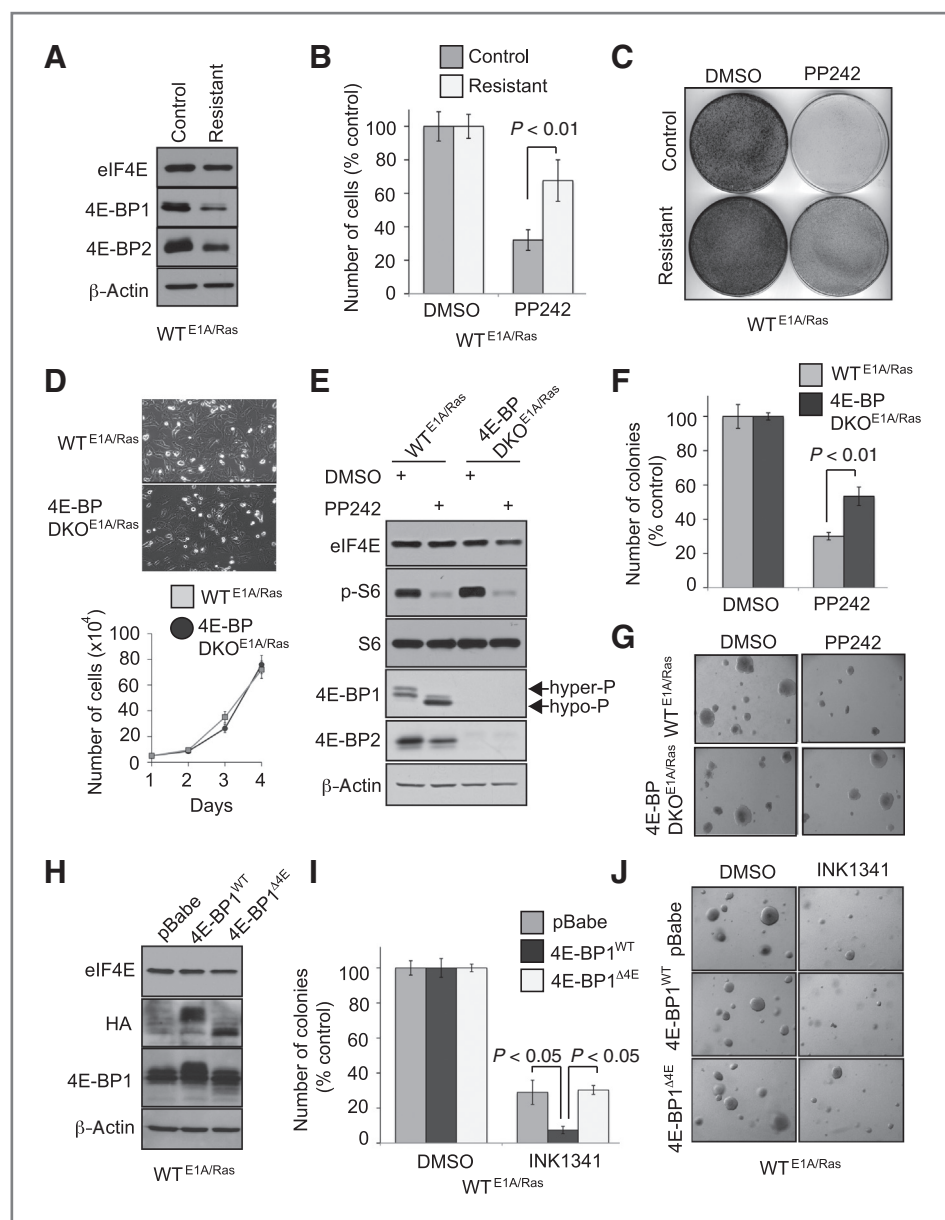 A
Control
Resistant
eIF4E
4E-BP1
4E-BP2
β-Actin
WT E1A/Ras
B
Control
Resistant
Number of cells (% control)
100
80
60
40
20
0
P < 0.01
DMSO
PP242
WT E1A/Ras
C
DMSO
PP242
Control
Resistant
WT E1A/Ras
D
WT E1A/Ras
4E-BP
DKO E1A/Ras
WT E1A/Ras
4E-BP
DKO E1A/Ras
Number of cells (x10⁴)
100
80
60
40
20
0
1 2 3 4
Days
E
WT E1A/Ras
4E-BP
DKO E1A/Ras
DMSO + +
PP242 + +
eIF4E
p-S6
S6
4E-BP1
hyper-P
hypo-P
4E-BP2
β-Actin
F
WT E1A/Ras
4E-BP
DKO E1A/Ras
Number of colonies
(% control)
100
80
60
40
20
0
P < 0.01
DMSO
PP242
G
DMSO
PP242
WT E1A/Ras
4E-BP
DKO E1A/Ras
H
pBabe
4E-BP1 WT
4E-BP1 Δ4E
eIF4E
HA
4E-BP1
β-Actin
WT E1A/Ras
I
pBabe
4E-BP1 WT
4E-BP1 Δ4E
Number of colonies
(% control)
100
80
60
40
20
0
P < 0.05 P < 0.05
DMSO
INK1341
WT E1A/Ras
J
DMSO
INK1341
pBabe
4E-BP1 WT
4E-BP1 Δ4E
WT E1A/Ras